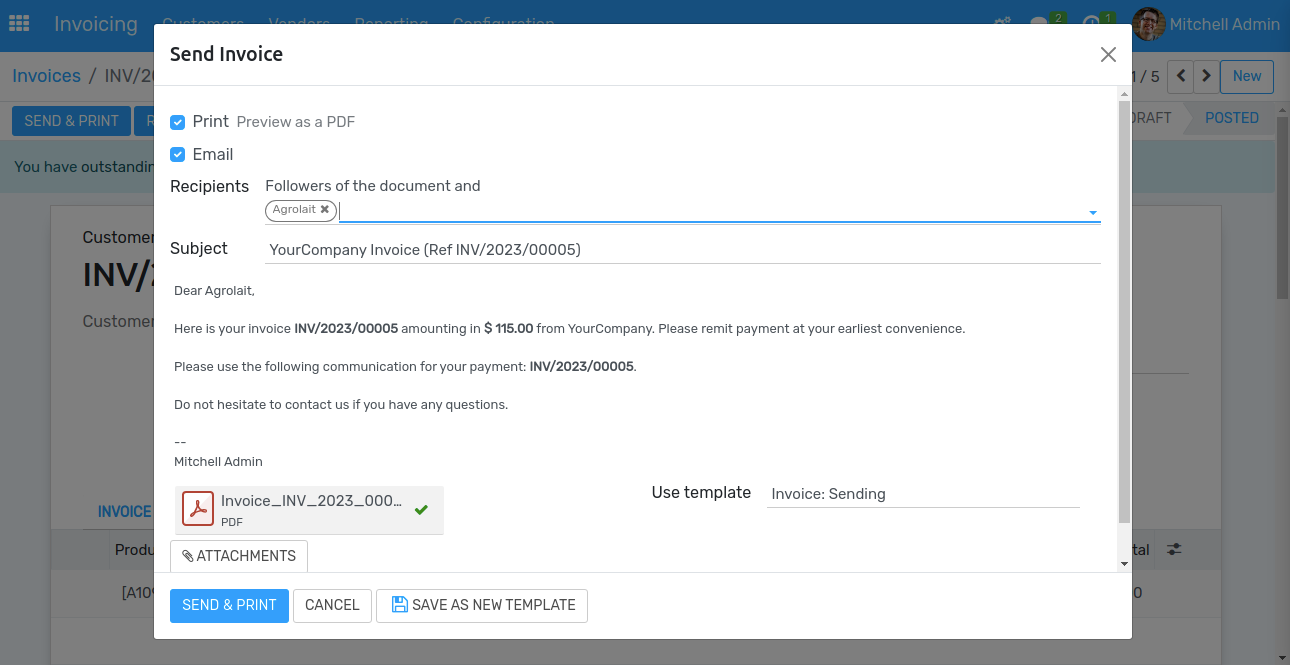 Invoicing Customers Vendors Reporting Configuration 2 1 Mitchell Admin
Invoices / INV/20
1 / 5 New
SEND & PRINT R
DRAFT POSTED
You have outstandin
Customer
INV/2
Customer
INVOICE
Produ
tal
[A109
0
Send Invoice
Print Preview as a PDF
Email
Recipients Followers of the document and
Agrolait
Subject YourCompany Invoice (Ref INV/2023/00005)
Dear Agrolait,
Here is your invoice INV/2023/00005 amounting in $ 115.00 from YourCompany. Please remit payment at your earliest convenience.
Please use the following communication for your payment: INV/2023/00005.
Do not hesitate to contact us if you have any questions.
--
Mitchell Admin
Invoice_INV_2023_000...
PDF
Use template Invoice: Sending
ATTACHMENTS
SEND & PRINT CANCEL SAVE AS NEW TEMPLATE